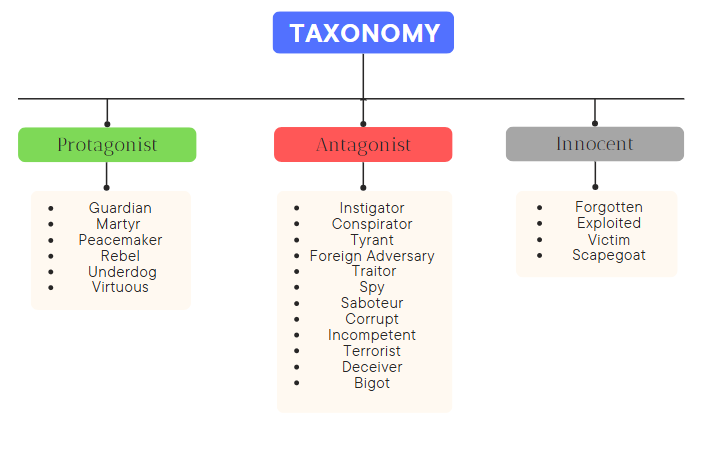 TAXONOMY
Protagonist
Antagonist
Innocent
Guardian
Martyr
Peacemaker
Rebel
Underdog
Virtuous
Instigator
Conspirator
Tyrant
Foreign Adversary
Traitor
Spy
Saboteur
Corrupt
Incompetent
Terrorist
Deceiver
Bigot
Forgotten
Exploited
Victim
Scapegoat